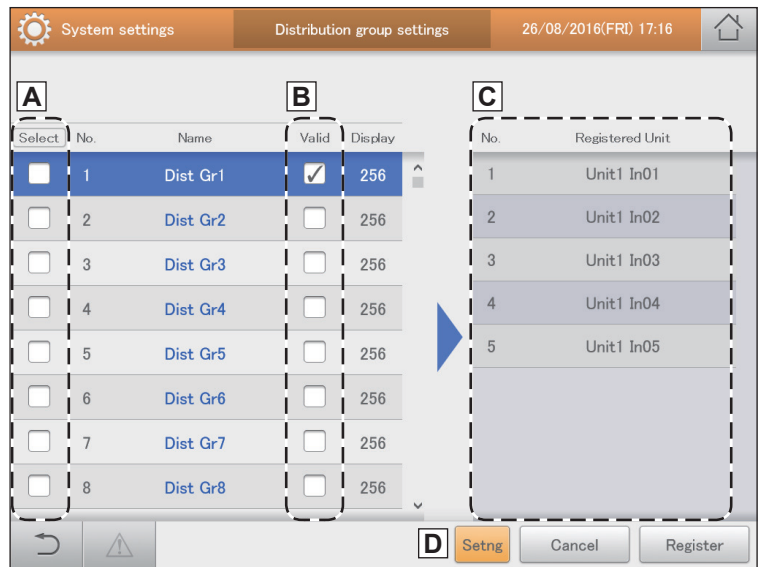 System settings Distribution group settings 26/08/2016(FRI) 17:16
A B C
Select No. Name Valid Display No. Registered Unit
1 Dist Gr1 ✓ 256 1 Unit1 In01
2 Dist Gr2 256 2 Unit1 In02
3 Dist Gr3 256 3 Unit1 In03
4 Dist Gr4 256 4 Unit1 In04
5 Dist Gr5 256 5 Unit1 In05
6 Dist Gr6 256
7 Dist Gr7 256
8 Dist Gr8 256
D Setng Cancel Register